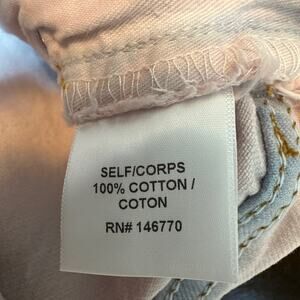 SELF/CORPS
100% COTTON /
COTON
RN# 146770